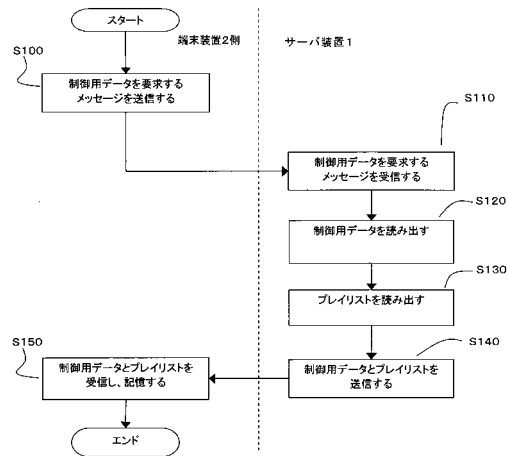 スタート
端末装置2側
サーバ装置1
S100
制御用データを要求する
メッセージを送信する
S110
制御用データを要求する
メッセージを受信する
S120
制御用データを読み出す
S130
プレイリストを読み出す
S140
制御用データとプレイリストを
送信する
S150
制御用データとプレイリストを
受信し、記憶する
エンド